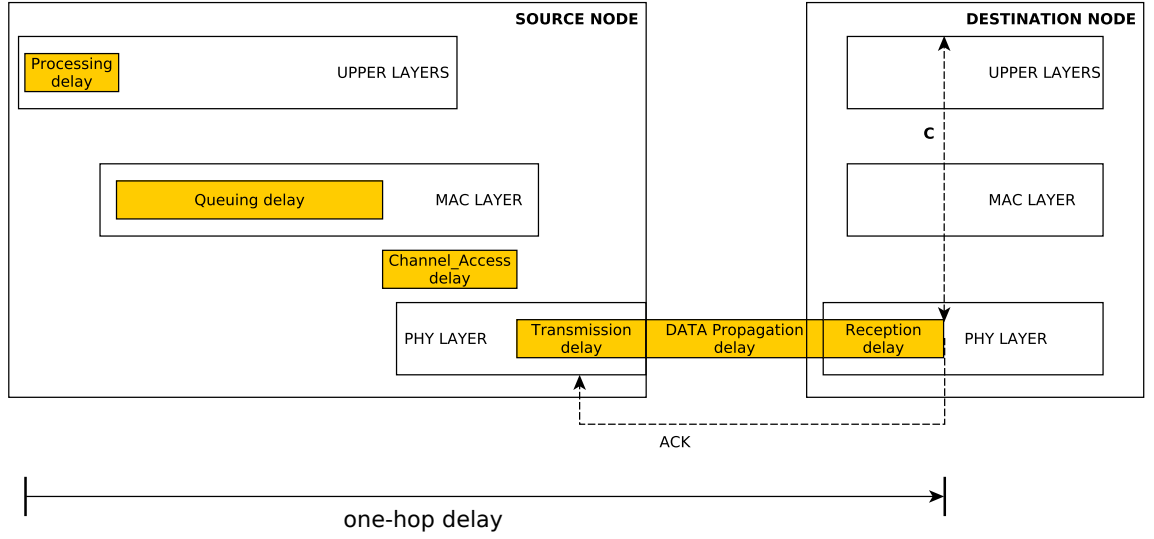 SOURCE NODE
DESTINATION NODE
Processing
delay
UPPER LAYERS
UPPER LAYERS
C
Queuing delay
MAC LAYER
MAC LAYER
Channel_Access
delay
PHY LAYER
Transmission
delay
DATA Propagation
delay
Reception
delay
PHY LAYER
ACK
one-hop delay